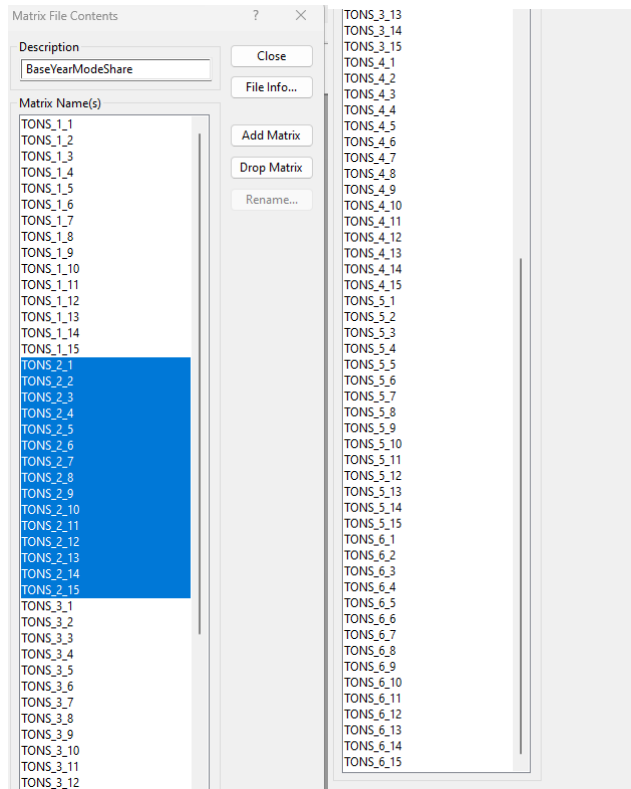 Matrix File Contents
?
Description
BaseYearModeShare
Close
File Info...
Matrix Name(s)
Add Matrix
Drop Matrix
Rename...
TONS_1_1
TONS_1_2
TONS_1_3
TONS_1_4
TONS_1_5
TONS_1_6
TONS_1_7
TONS_1_8
TONS_1_9
TONS_1_10
TONS_1_11
TONS_1_12
TONS_1_13
TONS_1_14
TONS_1_15
TONS_2_1
TONS_2_2
TONS_2_3
TONS_2_4
TONS_2_5
TONS_2_6
TONS_2_7
TONS_2_8
TONS_2_9
TONS_2_10
TONS_2_11
TONS_2_12
TONS_2_13
TONS_2_14
TONS_2_15
TONS_3_1
TONS_3_2
TONS_3_3
TONS_3_4
TONS_3_5
TONS_3_6
TONS_3_7
TONS_3_8
TONS_3_9
TONS_3_10
TONS_3_11
TONS_3_12
TONS_3_13
TONS_3_14
TONS_3_15
TONS_4_1
TONS_4_2
TONS_4_3
TONS_4_4
TONS_4_5
TONS_4_6
TONS_4_7
TONS_4_8
TONS_4_9
TONS_4_10
TONS_4_11
TONS_4_12
TONS_4_13
TONS_4_14
TONS_4_15
TONS_5_1
TONS_5_2
TONS_5_3
TONS_5_4
TONS_5_5
TONS_5_6
TONS_5_7
TONS_5_8
TONS_5_9
TONS_5_10
TONS_5_11
TONS_5_12
TONS_5_13
TONS_5_14
TONS_5_15
TONS_6_1
TONS_6_2
TONS_6_3
TONS_6_4
TONS_6_5
TONS_6_6
TONS_6_7
TONS_6_8
TONS_6_9
TONS_6_10
TONS_6_11
TONS_6_12
TONS_6_13
TONS_6_14
TONS_6_15